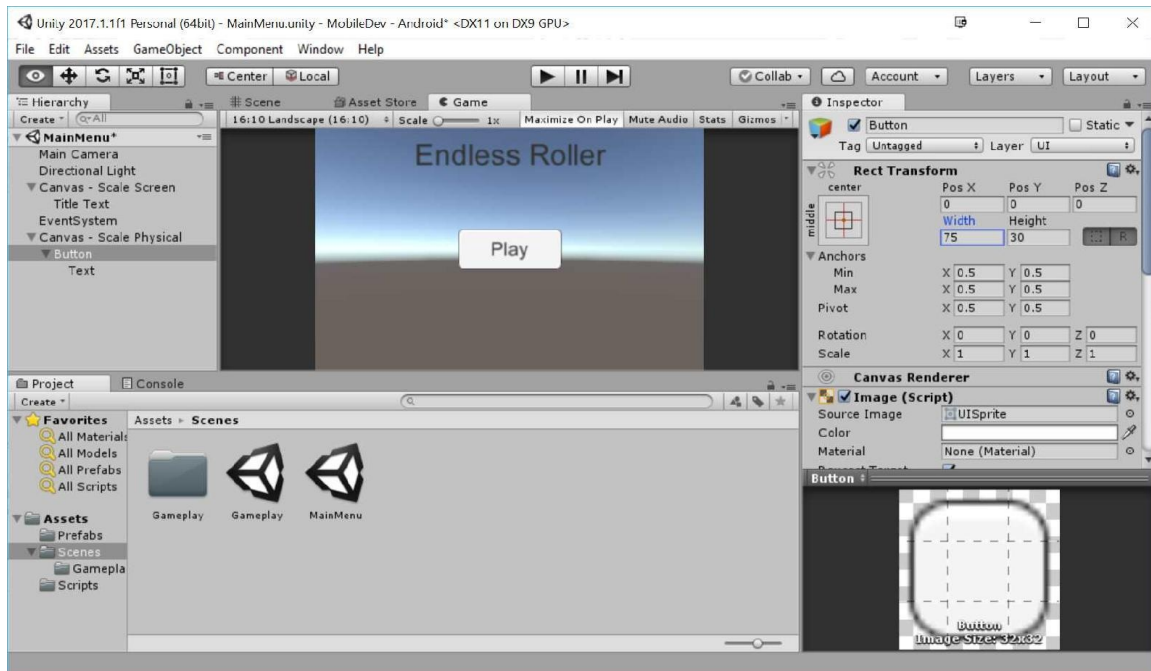 Unity 2017.1.1f1 Personal (64bit) - MainMenu.unity - MobileDev - Android* <DX11 on DX9 GPU>
File Edit Assets GameObject Component Window Help
Center Local Collab Account Layers Layout
Hierarchy
Create All
MainMenu*
Main Camera
Directional Light
Canvas - Scale Screen
Title Text
EventSystem
Canvas - Scale Physical
Button
Text
Scene Asset Store Game
16:10 Landscape (16:10) Scale 1x Maximize On Play Mute Audio Stats Gizmos
Endless Roller
Play
Inspector
Button Static
Tag Untagged Layer UI
Rect Transform
center Pos X Pos Y Pos Z
middle 0 0 0
Width Height
75 30 R
Anchors
Min X 0.5 Y 0.5
Max X 0.5 Y 0.5
Pivot X 0.5 Y 0.5
Rotation X 0 Y 0 Z 0
Scale X 1 Y 1 Z 1
Canvas Renderer
Image (Script)
Source Image UISprite
Color
Material None (Material)
Project Console
Create
Favorites
All Materials
All Models
All Prefabs
All Scripts
Assets
Prefabs
Scenes
Gamepla
Scripts
Assets Scenes
Gameplay Gameplay MainMenu
Button
Button
Image Size: 32x32